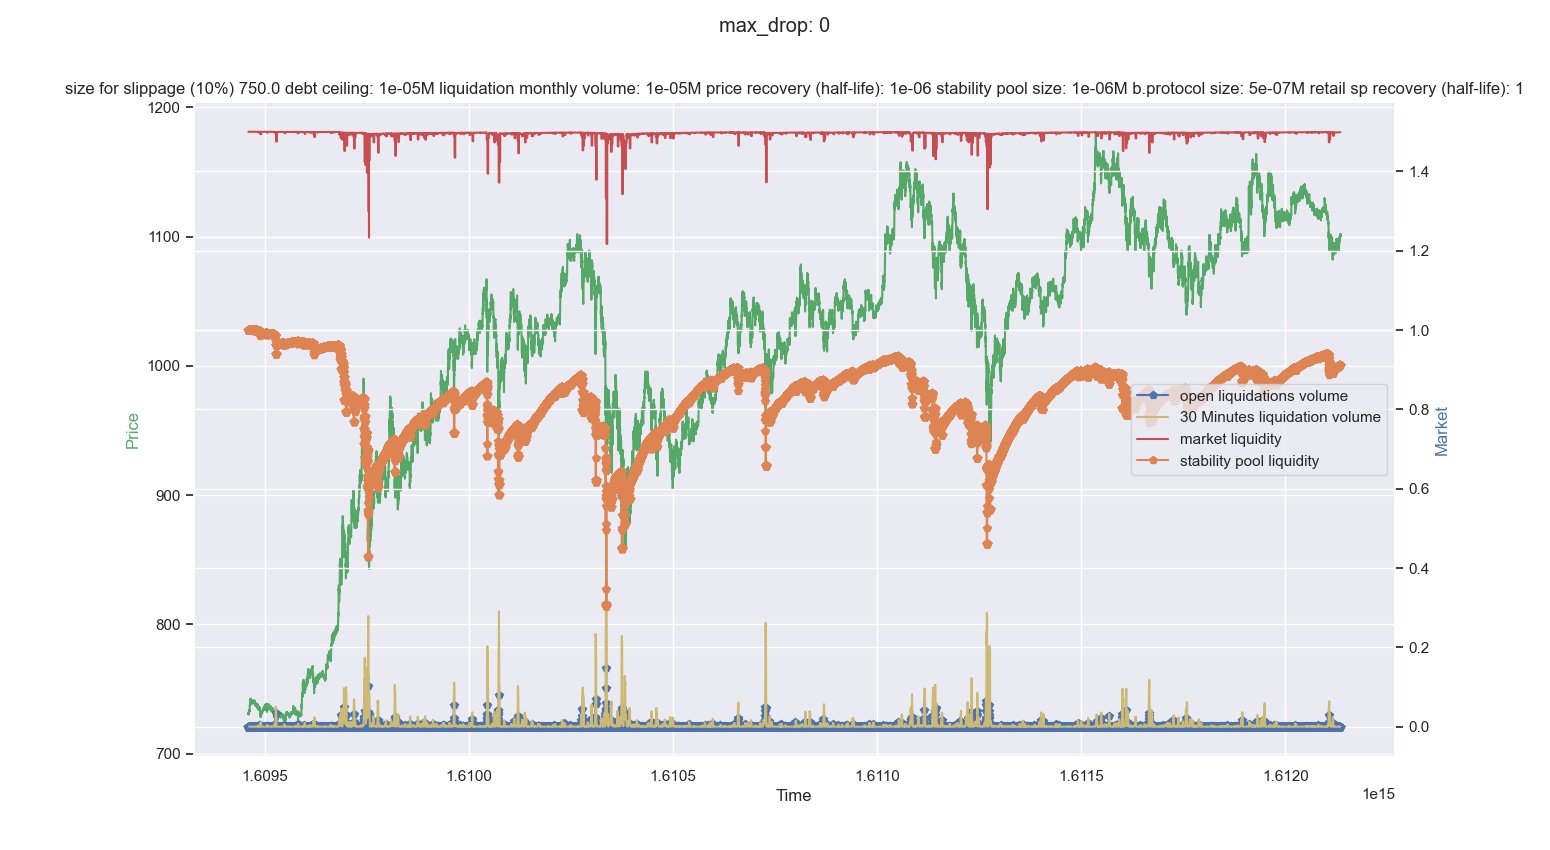 max_drop: 0
size for slippage (10%) 750.0 debt ceiling: 1e-05M liquidation monthly volume: 1e-05M price recovery (half-life): 1e-06 stability pool size: 1e-06M b.protocol size: 5e-07M retail sp recovery (half-life): 1
1200
1100
1000
900
800
700
Price
open liquidations volume
30 Minutes liquidation volume
market liquidity
stability pool liquidity
1.4
1.2
1.0
0.8
0.6
0.4
0.2
0.0
Market
1.6095 1.6100 1.6105 1.6110 1.6115 1.6120
Time
1e15